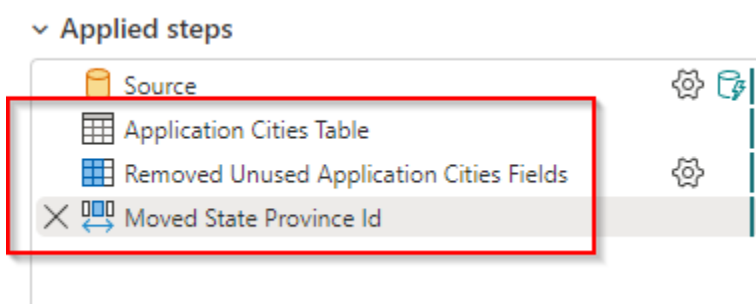 Applied steps
Source
Application Cities Table
Removed Unused Application Cities Fields
Moved State Province Id